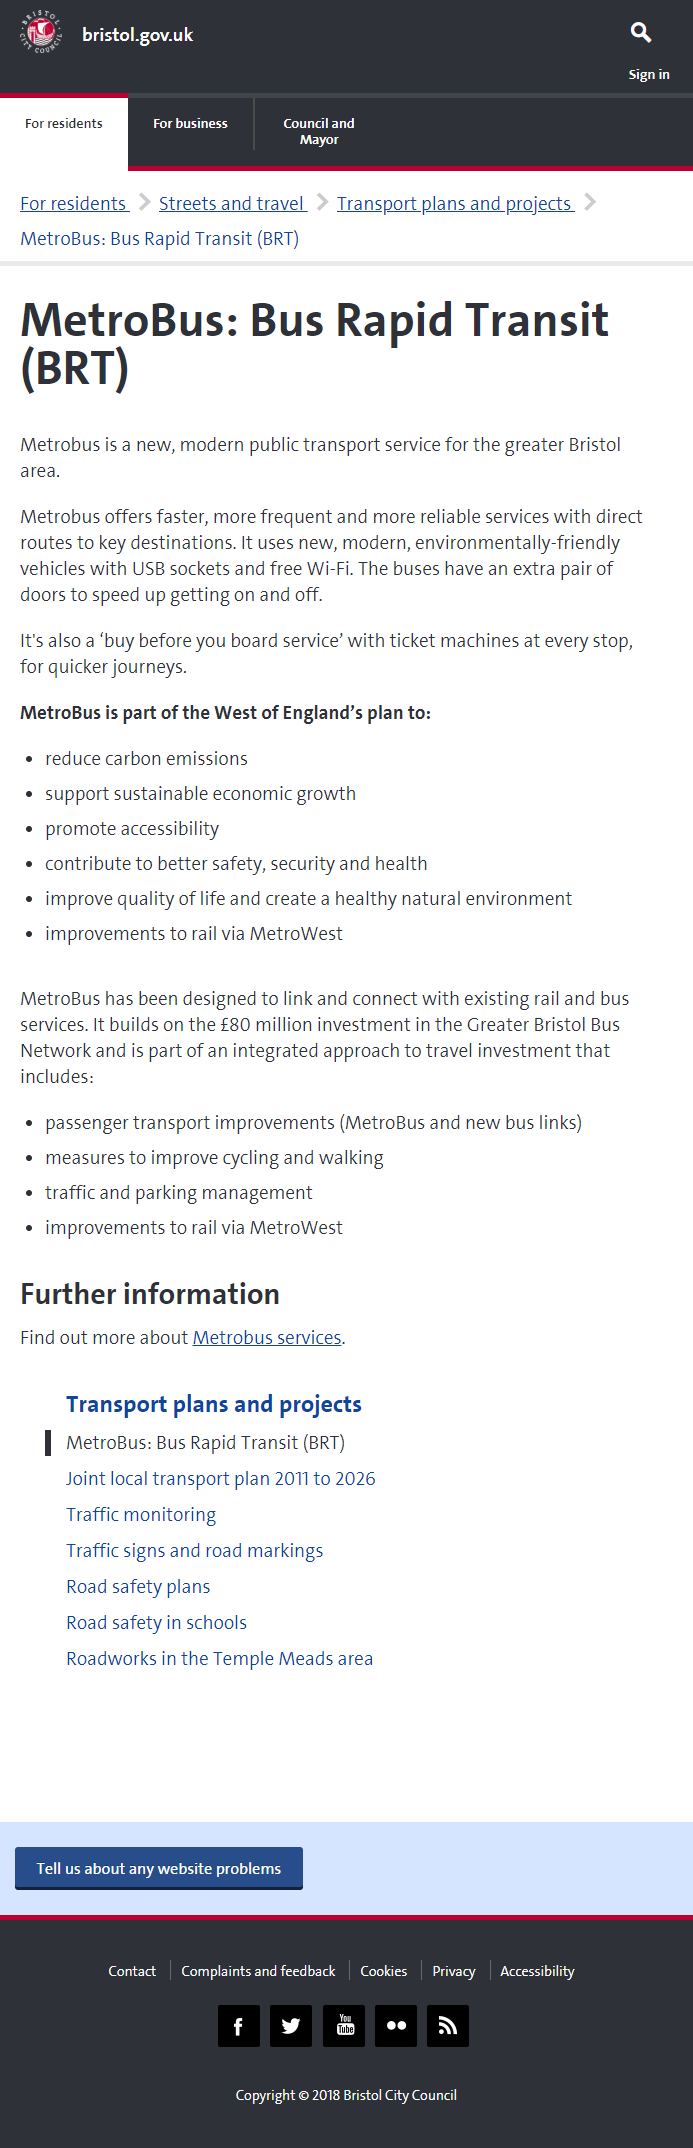 BRISTOL
CITY COUNCIL
bristol.gov.uk
Sign in
For residents
For business
Council and
Mayor
For residents
Streets and travel
Transport plans and projects
MetroBus: Bus Rapid Transit (BRT)
MetroBus: Bus Rapid Transit
(BRT)
Metrobus is a new, modern public transport service for the greater Bristol
area.
Metrobus offers faster, more frequent and more reliable services with direct
routes to key destinations. It uses new, modern, environmentally-friendly
vehicles with USB sockets and free Wi-Fi. The buses have an extra pair of
doors to speed up getting on and off.
It's also a ‘buy before you board service’ with ticket machines at every stop,
for quicker journeys.
MetroBus is part of the West of England’s plan to:
• reduce carbon emissions
• support sustainable economic growth
• promote accessibility
• contribute to better safety, security and health
• improve quality of life and create a healthy natural environment
• improvements to rail via MetroWest
MetroBus has been designed to link and connect with existing rail and bus
services. It builds on the £80 million investment in the Greater Bristol Bus
Network and is part of an integrated approach to travel investment that
includes:
• passenger transport improvements (MetroBus and new bus links)
• measures to improve cycling and walking
• traffic and parking management
• improvements to rail via MetroWest
Further information
Find out more about Metrobus services.
Transport plans and projects
MetroBus: Bus Rapid Transit (BRT)
Joint local transport plan 2011 to 2026
Traffic monitoring
Traffic signs and road markings
Road safety plans
Road safety in schools
Roadworks in the Temple Meads area
Tell us about any website problems
Contact
Complaints and feedback
Cookies
Privacy
Accessibility
You
Tube
Copyright © 2018 Bristol City Council